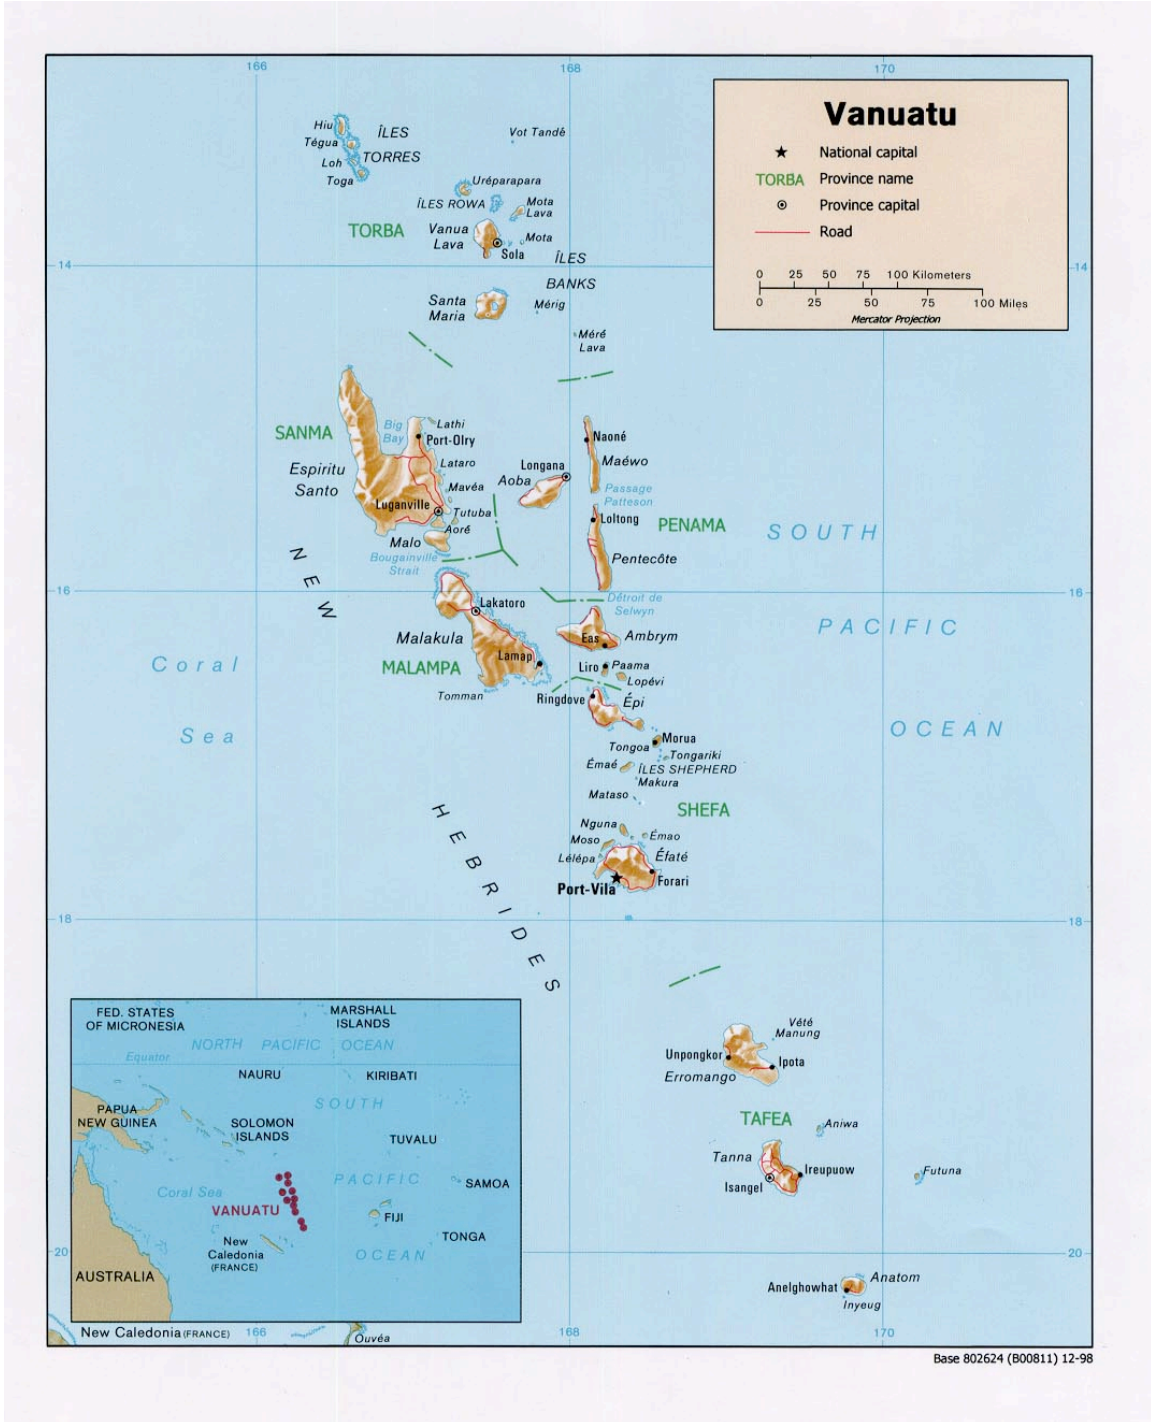 166
168
170
Vanuatu
National capital
TORBA Province name
Province capital
Road
0 25 50 75 100 Kilometers
0 25 50 75 100 Miles
Mercator Projection
Hiu
Tégua
Loh
Toga
ÎLES
TORRES
Vot Tandé
Uréparapara
ÎLES ROWA
Mota
Lava
TORBA
Vanua
Lava
Mota
Sola
ÎLES
BANKS
14
14
Santa
Maria
Mérig
Méré
Lava
SANMA
Big
Bay
Lathi
Port-Olry
Espiritu
Santo
Lataro
Mavéa
Luganville
Tutuba
Aoré
Malo
Bougainville
Strait
Naoné
Maéwo
Longana
Aoba
Passage
Patteson
Loltong
PENAMA
Pentecôte
SOUTH
PACIFIC
OCEAN
NEW
HEBRIDES
16
16
Détroit de
Selwyn
Lakatoro
Malakula
MALAMPA
Lamap
Tomman
Eas
Ambrym
Liro
Paama
Lopévi
Ringdove
Épi
Coral
Sea
Morua
Tongoa
Tongariki
Émaé
ÎLES SHEPHERD
Makura
Mataso
SHEFA
Nguna
Émao
Moso
Lélépa
Éfaté
Port-Vila
Forari
18
18
Vété
Manung
Unpongkor
Ipota
Erromango
TAFEA
Aniwa
Tanna
Ireupuow
Isangel
Futuna
20
20
Anelghowhat
Anatom
Inyeug
FED. STATES
OF MICRONESIA
MARSHALL
ISLANDS
NORTH PACIFIC OCEAN
Equator
NAURU
KIRIBATI
SOUTH
PAPUA
NEW GUINEA
SOLOMON
ISLANDS
TUVALU
PACIFIC
SAMOA
Coral Sea
VANUATU
FIJI
TONGA
New
Caledonia
(FRANCE)
OCEAN
AUSTRALIA
New Caledonia (FRANCE)
166
Ouvéa
168
170
Base 802624 (B00811) 12-98